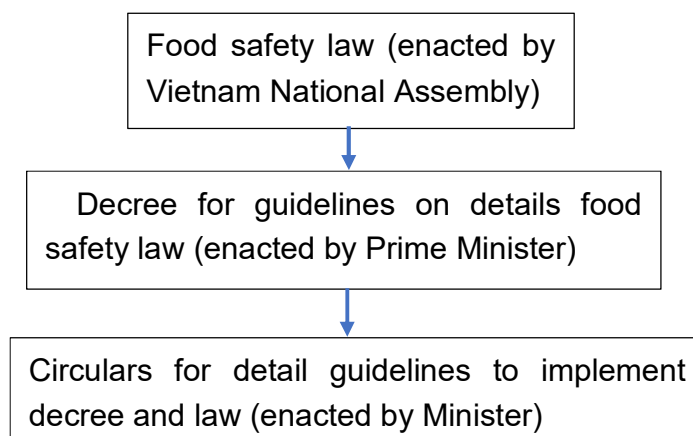 Food safety law (enacted by
Vietnam National Assembly)
Decree for guidelines on details food
safety law (enacted by Prime Minister)
Circulars for detail guidelines to implement
decree and law (enacted by Minister)